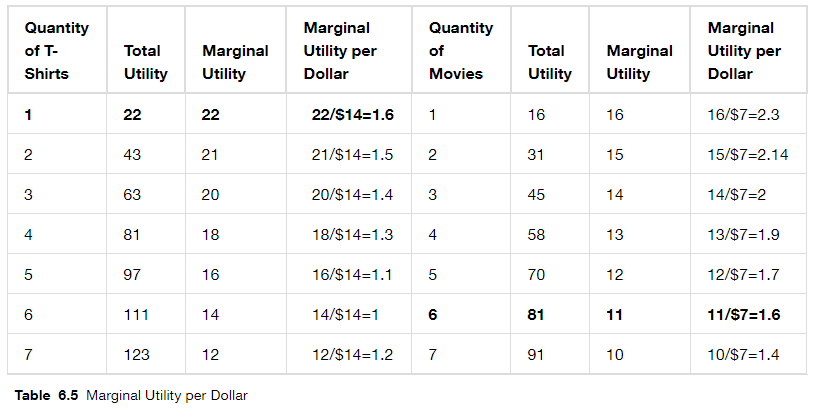 Quantity of T-Shirts | Total Utility | Marginal Utility | Marginal Utility per Dollar | Quantity of Movies | Total Utility | Marginal Utility | Marginal Utility per Dollar
1 | 22 | 22 | 22/$14=1.6 | 1 | 16 | 16 | 16/$7=2.3
2 | 43 | 21 | 21/$14=1.5 | 2 | 31 | 15 | 15/$7=2.14
3 | 63 | 20 | 20/$14=1.4 | 3 | 45 | 14 | 14/$7=2
4 | 81 | 18 | 18/$14=1.3 | 4 | 58 | 13 | 13/$7=1.9
5 | 97 | 16 | 16/$14=1.1 | 5 | 70 | 12 | 12/$7=1.7
6 | 111 | 14 | 14/$14=1 | 6 | 81 | 11 | 11/$7=1.6
7 | 123 | 12 | 12/$14=1.2 | 7 | 91 | 10 | 10/$7=1.4
Table 6.5 Marginal Utility per Dollar